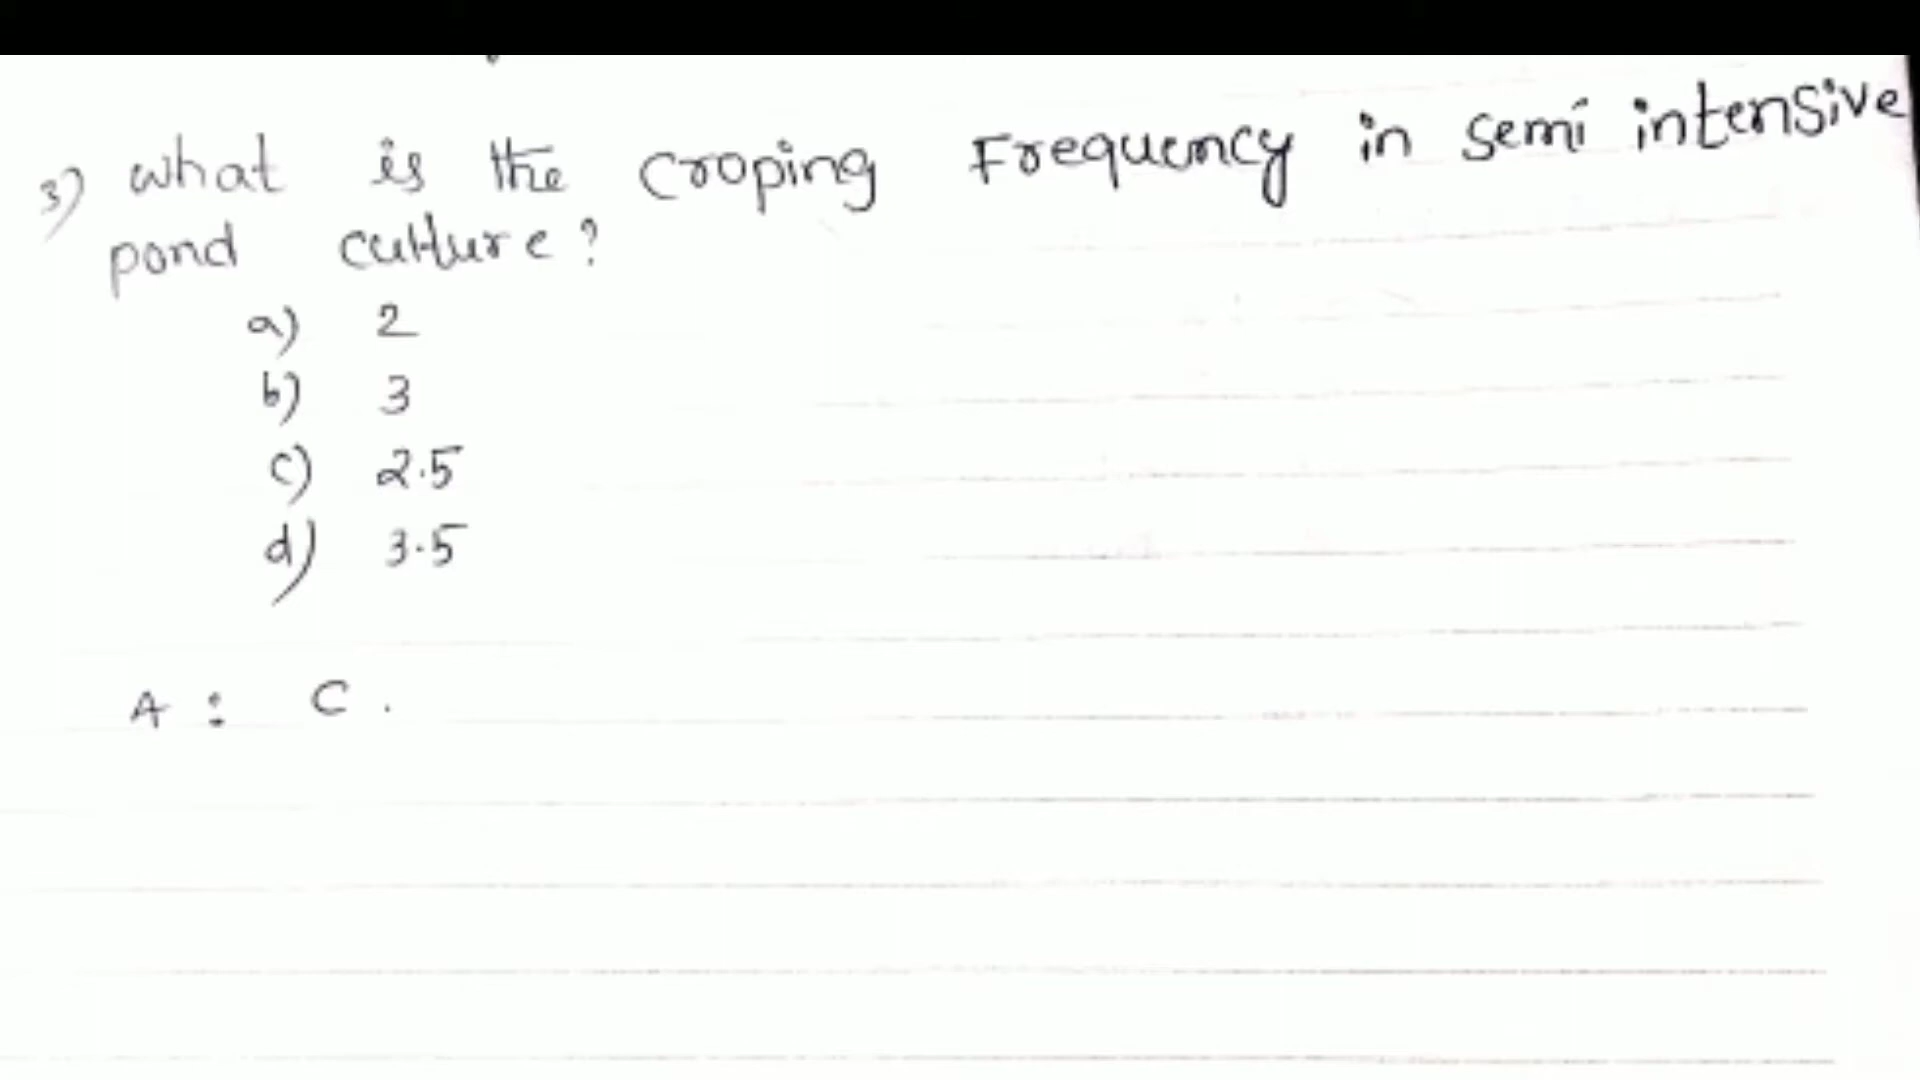 3) what is the croping Frequency in semi intensive
pond culture?
a) 2
b) 3
c) 2.5
d) 3.5
A : C.